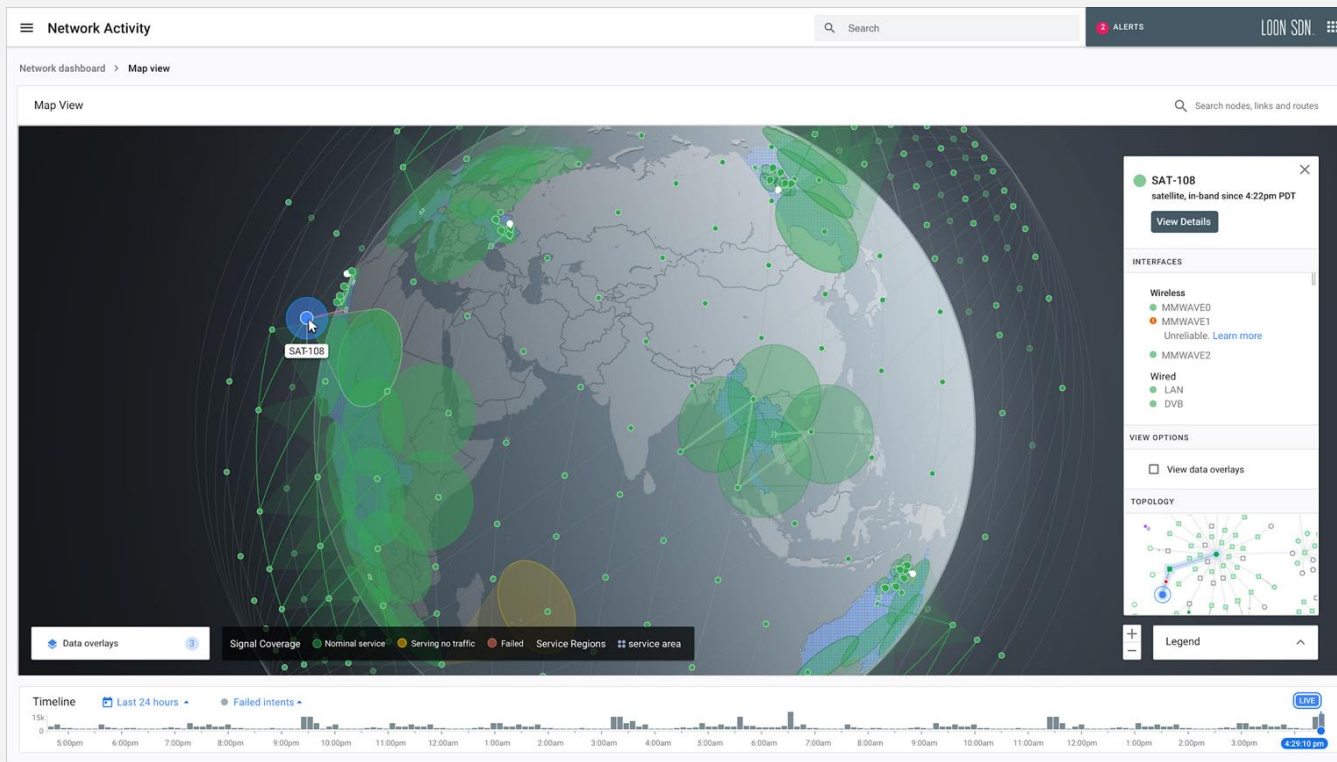 Network Activity
Search
2 ALERTS
LOON SDN.
Network dashboard > Map view
Map View
Search nodes, links and routes
SAT-108
SAT-108
satellite, in-band since 4:22pm PDT
View Details
INTERFACES
Wireless
MMWAVE0
MMWAVE1
Unreliable. Learn more
MMWAVE2
Wired
LAN
DVB
VIEW OPTIONS
View data overlays
TOPOLOGY
Data overlays 3
Signal Coverage Nominal service Serving no traffic Failed Service Regions service area
+
−
Legend
Timeline Last 24 hours Failed intents
LIVE
15k
0
5:00pm 6:00pm 7:00pm 8:00pm 9:00pm 10:00pm 11:00pm 12:00am 1:00am 2:00am 3:00am 4:00am 5:00am 6:00am 7:00am 8:00am 9:00am 10:00am 11:00am 12:00pm 1:00pm 2:00pm 3:00pm 4:29:10 pm